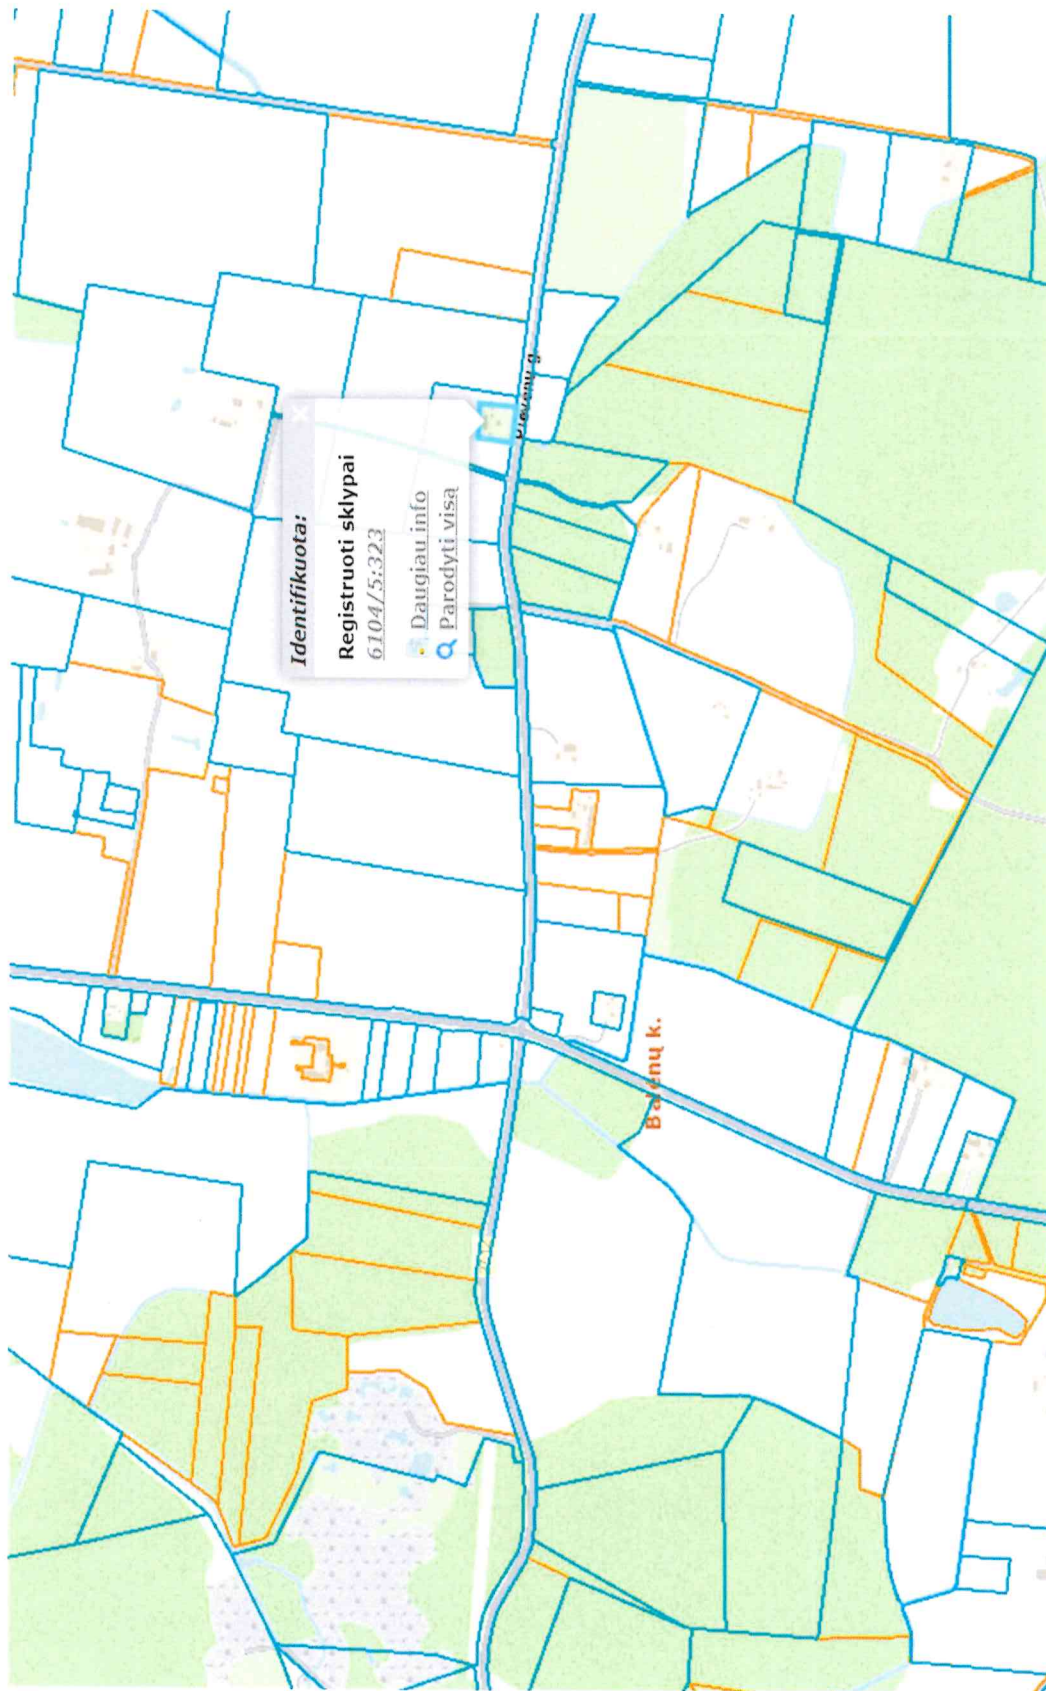 Identifikuota:
Registruoti sklypai
6104/5:323
Daugiau info
Parodyti visą
Balėnų k.